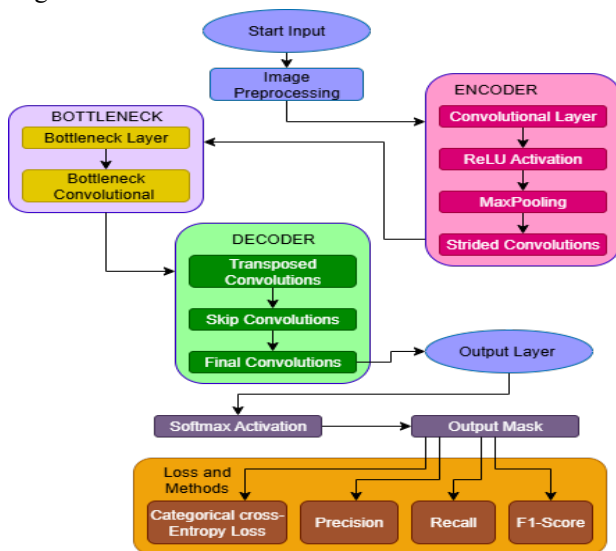 Start Input
Image
Preprocessing
ENCODER
Convolutional Layer
ReLU Activation
MaxPooling
Strided Convolutions
BOTTLENECK
Bottleneck Layer
Bottleneck
Convolutional
DECODER
Transposed
Convolutions
Skip Convolutions
Final Convolutions
Output Layer
Softmax Activation
Output Mask
Loss and
Methods
Categorical cross-
Entropy Loss
Precision
Recall
F1-Score